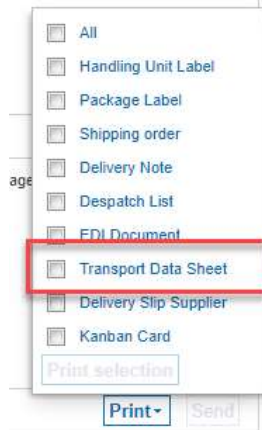 All
Handling Unit Label
Package Label
Shipping order
Delivery Note
age
Despatch List
EDI Document
Transport Data Sheet
Delivery Slip Supplier
Kanban Card
Print selection
Print
Send